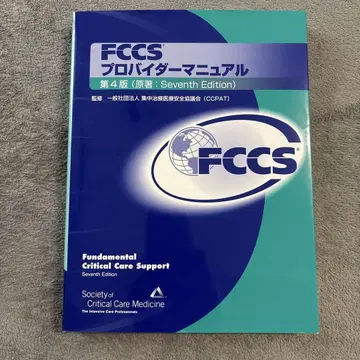 FCCS
プロバイダーマニュアル
第4版（原著：Seventh Edition）
監修　一般社団法人 集中治療医療安全協議会（CCPAT）
FCCS®
Fundamental
Critical Care Support
Seventh Edition
Society of
Critical Care Medicine
The Intensive Care Professionals